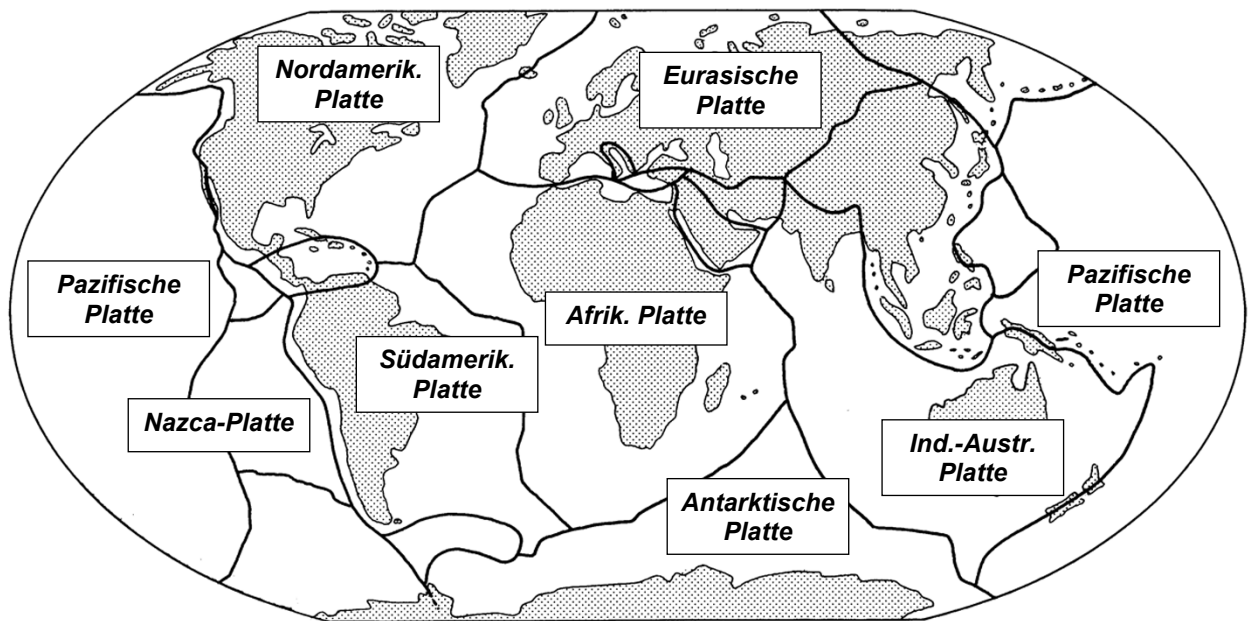 Nordamerik.
Platte
Eurasische
Platte
Pazifische
Platte
Afrik. Platte
Pazifische
Platte
Südamerik.
Platte
Nazca-Platte
Ind.-Austr.
Platte
Antarktische
Platte